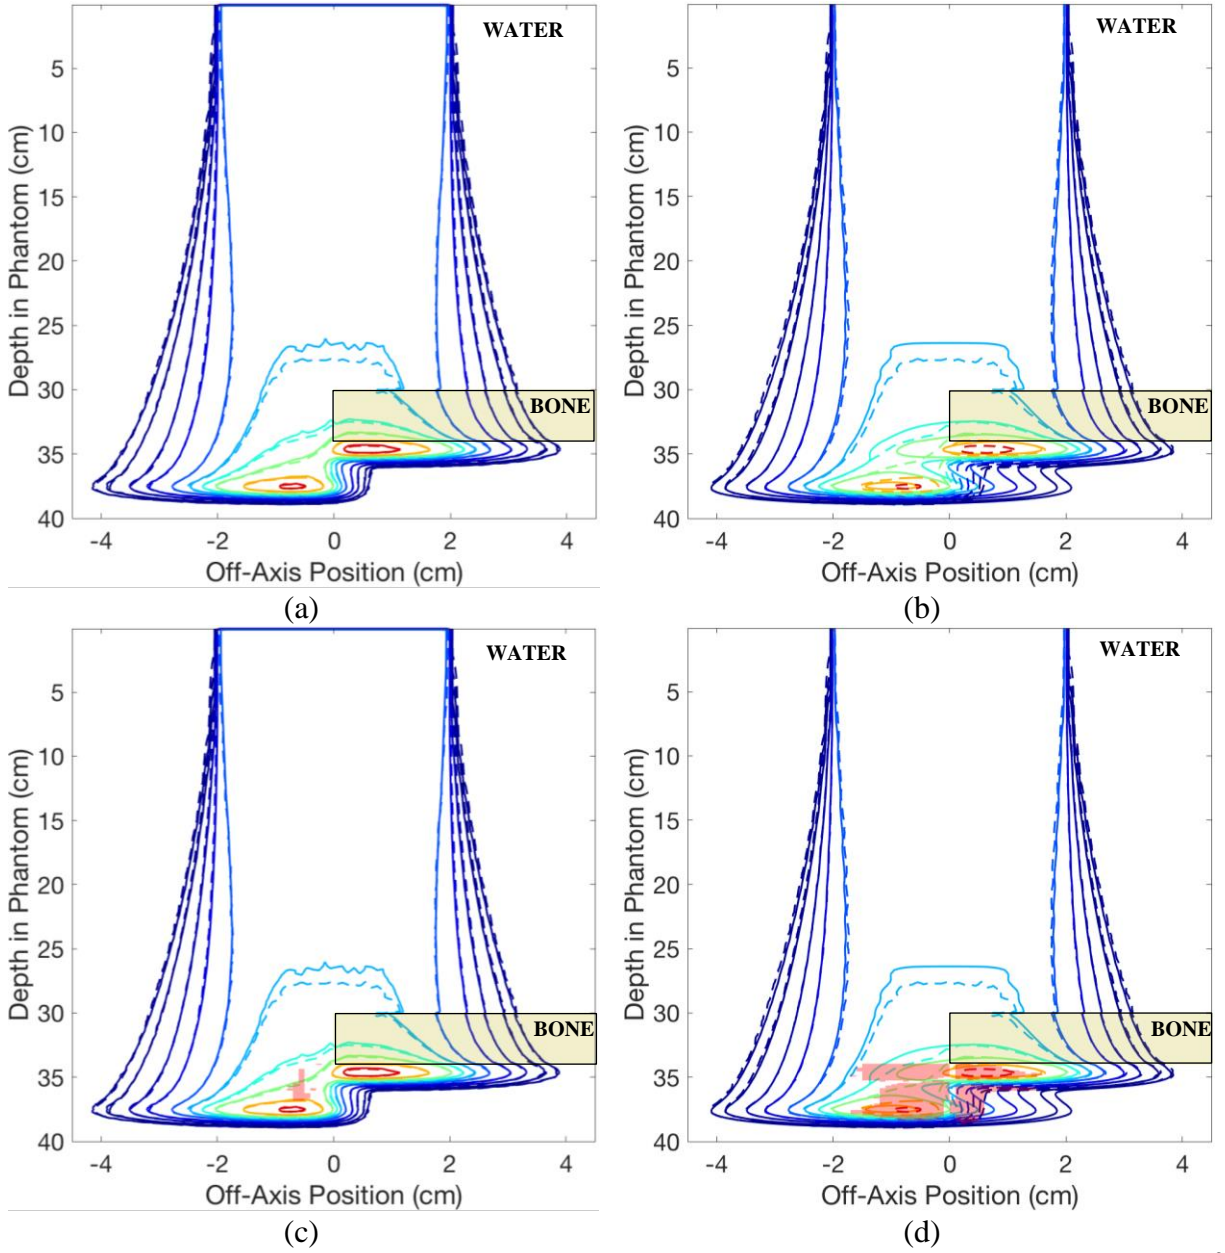 WATER
BONE
5
10
15
20
25
30
35
40
-4
-2
0
2
4
Depth in Phantom (cm)
Off-Axis Position (cm)
(a)
WATER
BONE
5
10
15
20
25
30
35
40
-4
-2
0
2
4
Depth in Phantom (cm)
Off-Axis Position (cm)
(b)
WATER
BONE
5
10
15
20
25
30
35
40
-4
-2
0
2
4
Depth in Phantom (cm)
Off-Axis Position (cm)
(c)
WATER
BONE
5
10
15
20
25
30
35
40
-4
-2
0
2
4
Depth in Phantom (cm)
Off-Axis Position (cm)
(d)